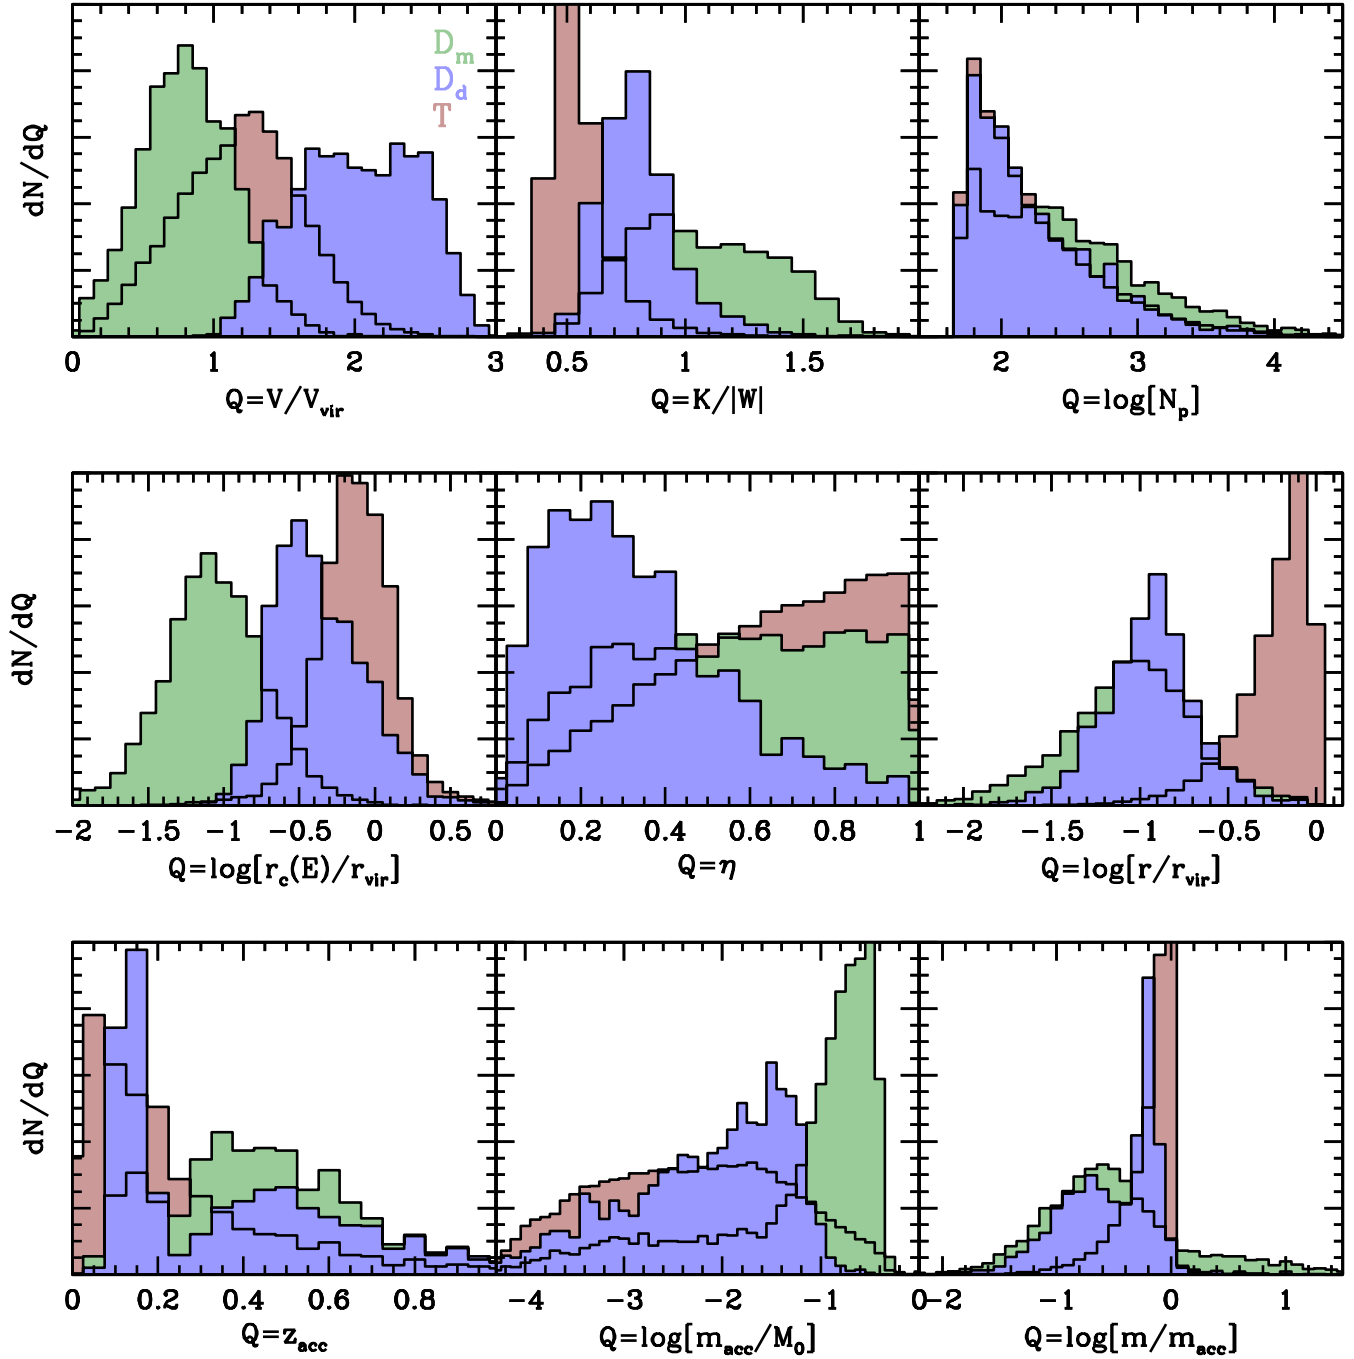 D_m
D_d
T
dN/dQ
0 1 2 3 0.5 1 1.5 2 3 4
Q=V/V_vir Q=K/|W| Q=log[N_p]
dN/dQ
-2 -1.5 -1 -0.5 0 0.5 0 0.2 0.4 0.6 0.8 1 -2 -1.5 -1 -0.5 0
Q=log[r_c(E)/r_vir] Q=η Q=log[r/r_vir]
dN/dQ
0 0.2 0.4 0.6 0.8 -4 -3 -2 -1 0 -2 -1 0 1
Q=z_acc Q=log[m_acc/M_0] Q=log[m/m_acc]